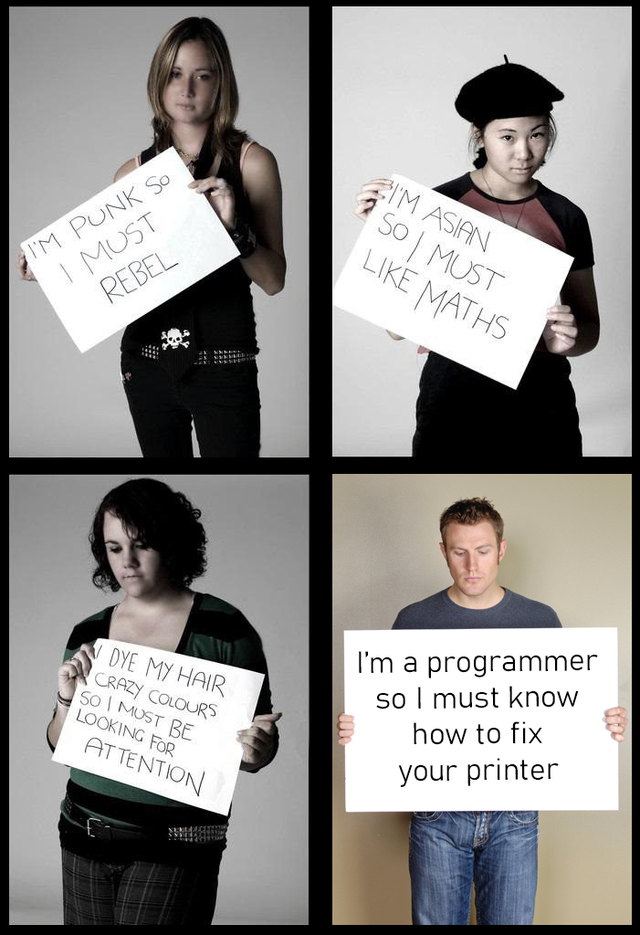 I'M PUNK SO
I MUST
REBEL
I'M ASIAN
SO I MUST
LIKE MATHS
I DYE MY HAIR
CRAZY COLOURS
SO I MUST BE
LOOKING FOR
ATTENTION
I'm a programmer
so I must know
how to fix
your printer